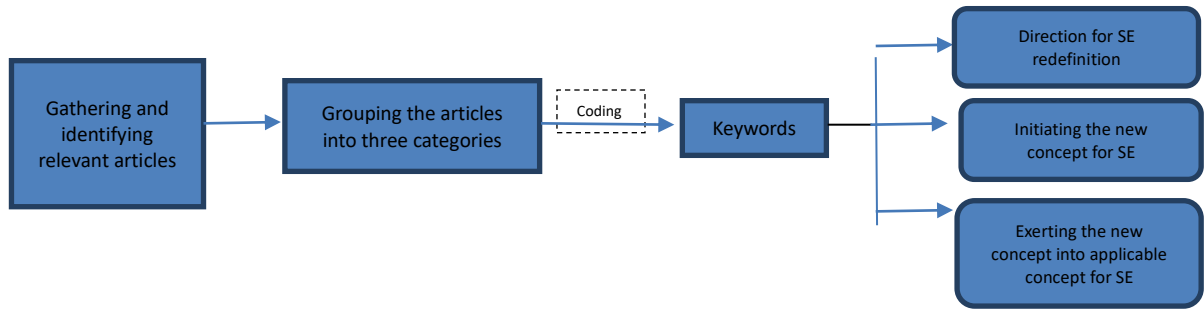 Gathering and
identifying
relevant articles
Grouping the articles
into three categories
Coding
Keywords
Direction for SE
redefinition
Initiating the new
concept for SE
Exerting the new
concept into applicable
concept for SE